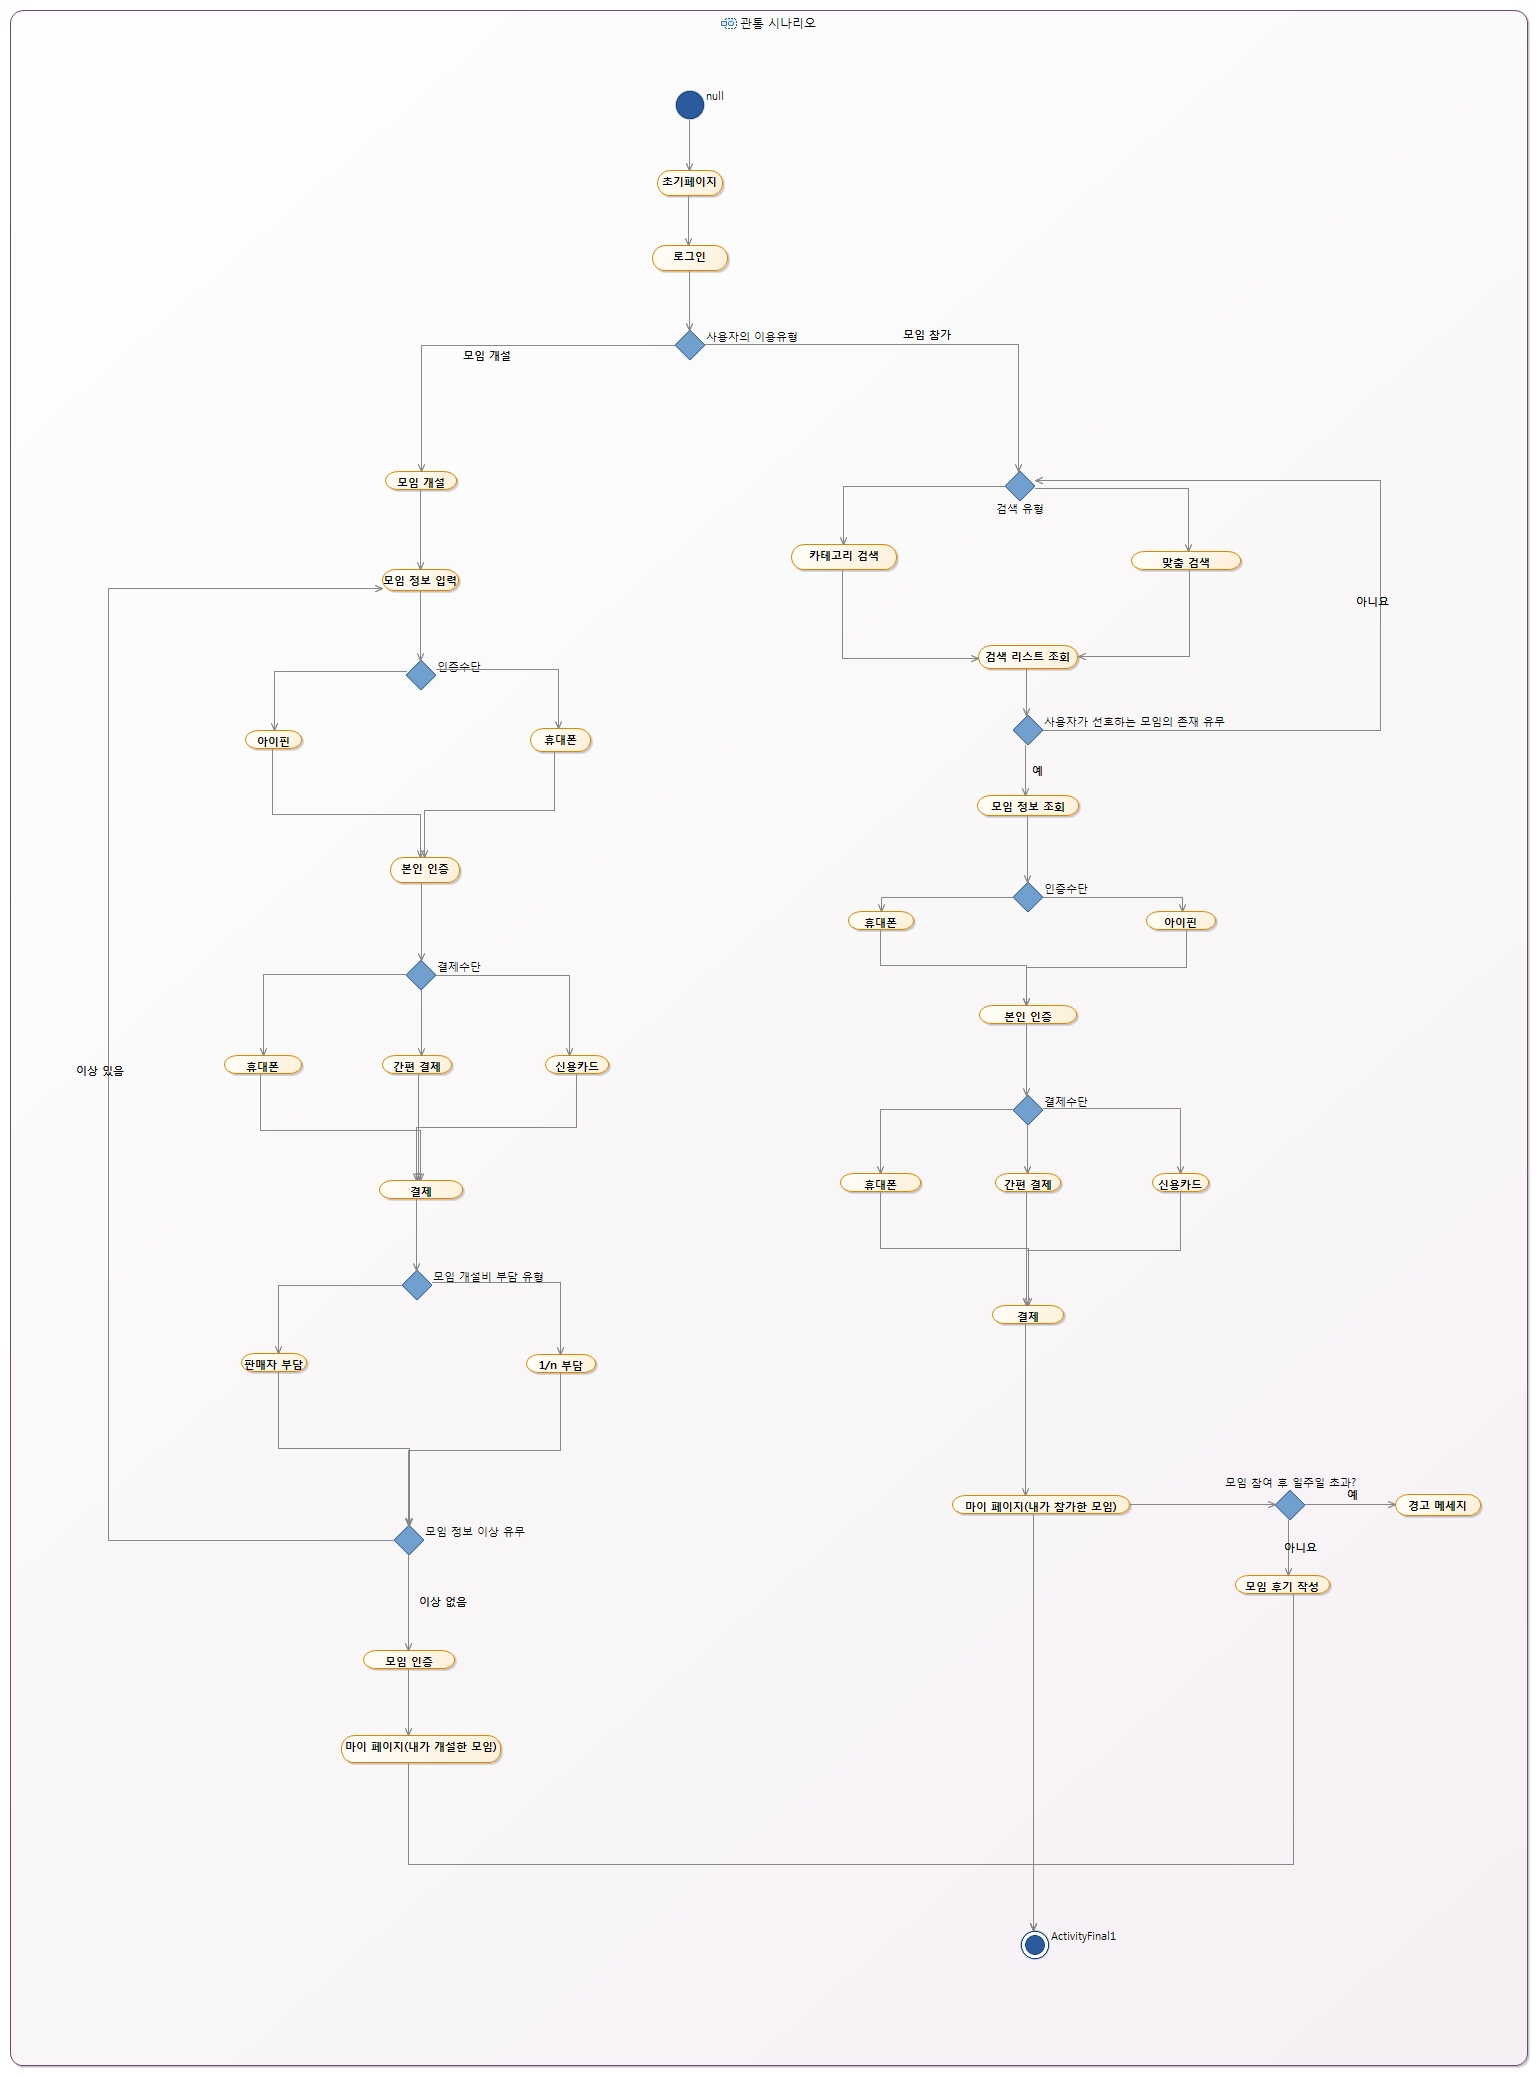 관통 시나리오
null
초기페이지
로그인
사용자의 이용유형
모임 참가
모임 개설
모임 개설
검색 유형
카테고리 검색
맞춤 검색
모임 정보 입력
아니요
검색 리스트 조회
인증수단
사용자가 선호하는 모임의 존재 유무
아이핀
휴대폰
예
모임 정보 조회
본인 인증
인증수단
휴대폰
아이핀
결제수단
본인 인증
이상 있음
휴대폰
간편 결제
신용카드
결제수단
결제
휴대폰
간편 결제
신용카드
모임 개설비 부담 유형
결제
판매자 부담
1/n 부담
모임 참여 후 일주일 초과?
예
마이 페이지(내가 참가한 모임)
경고 메세지
모임 정보 이상 유무
아니요
모임 후기 작성
이상 없음
모임 인증
마이 페이지(내가 개설한 모임)
ActivityFinal1